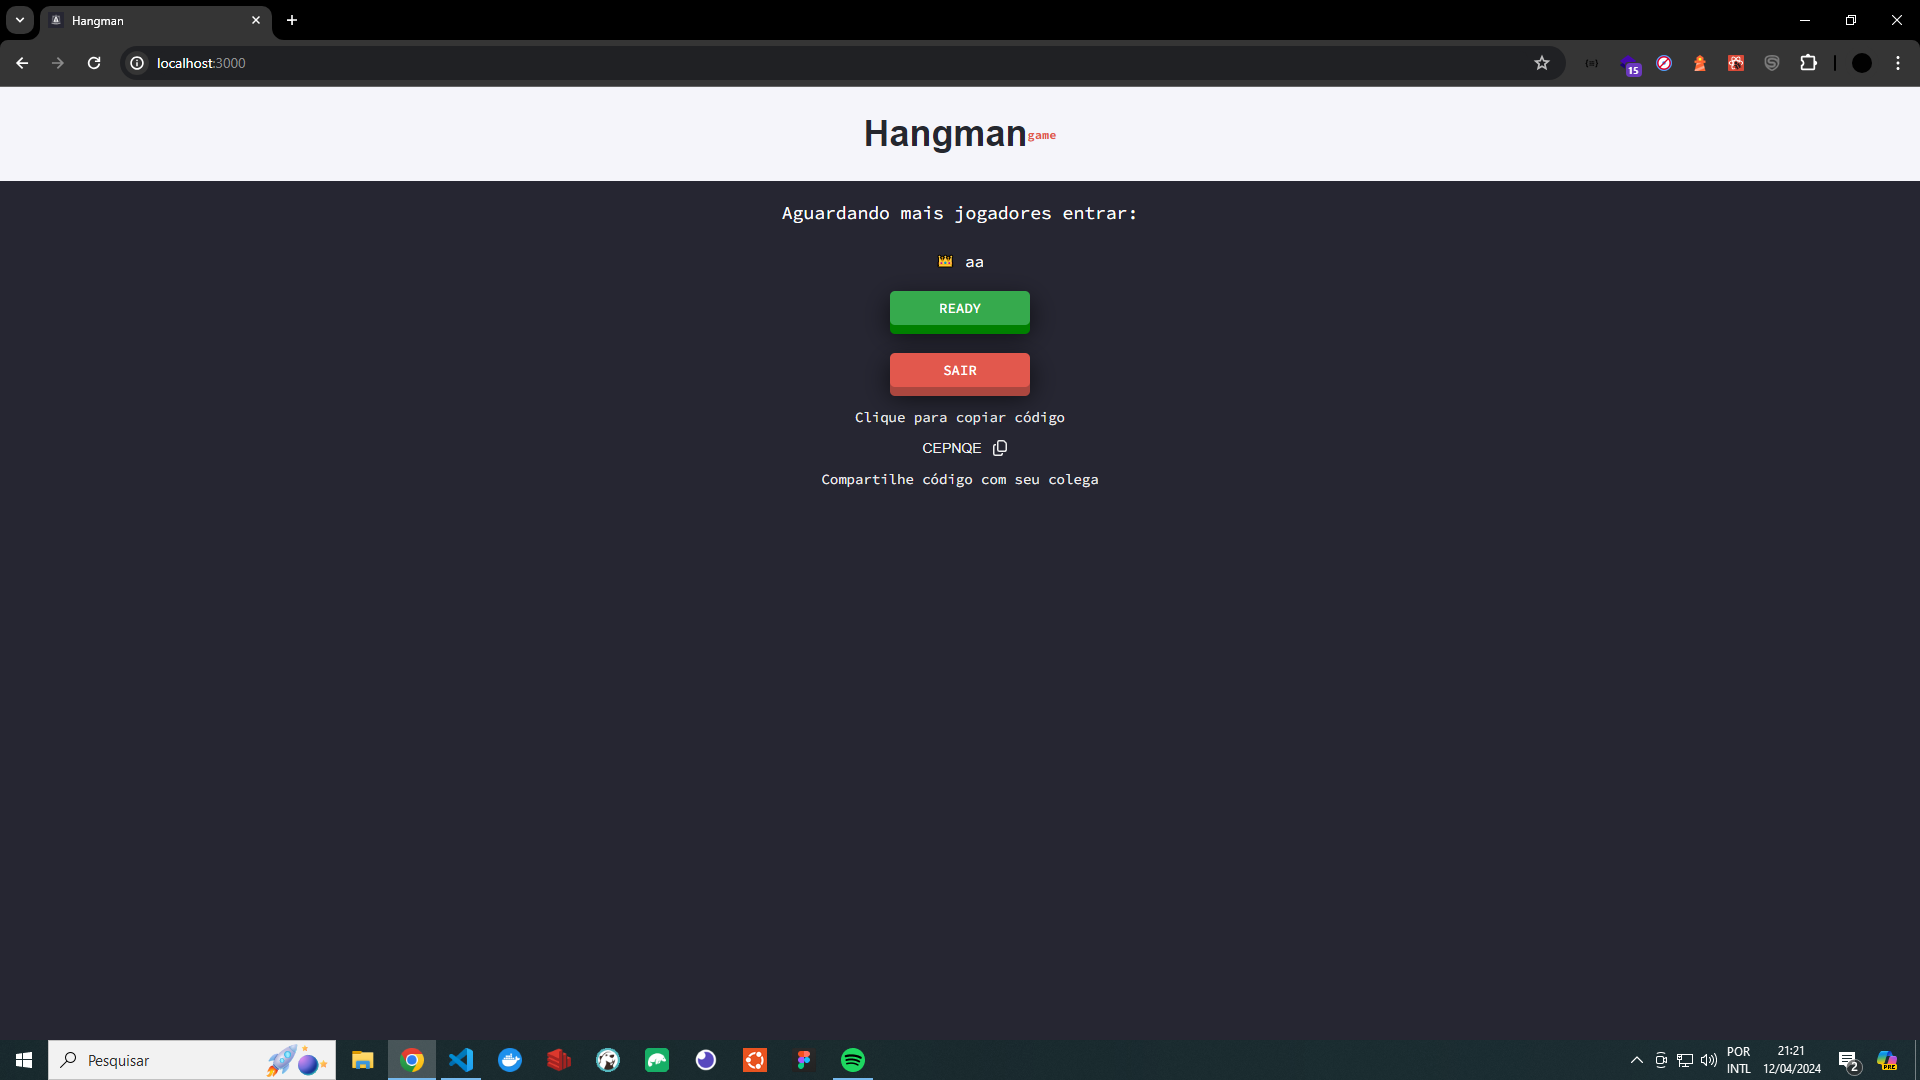 Hangman
localhost:3000
15
Hangman game
Aguardando mais jogadores entrar:
aa
READY
SAIR
Clique para copiar código
CEPNQE
Compartilhe código com seu colega
Pesquisar
POR
INTL
21:21
12/04/2024
2
PRE